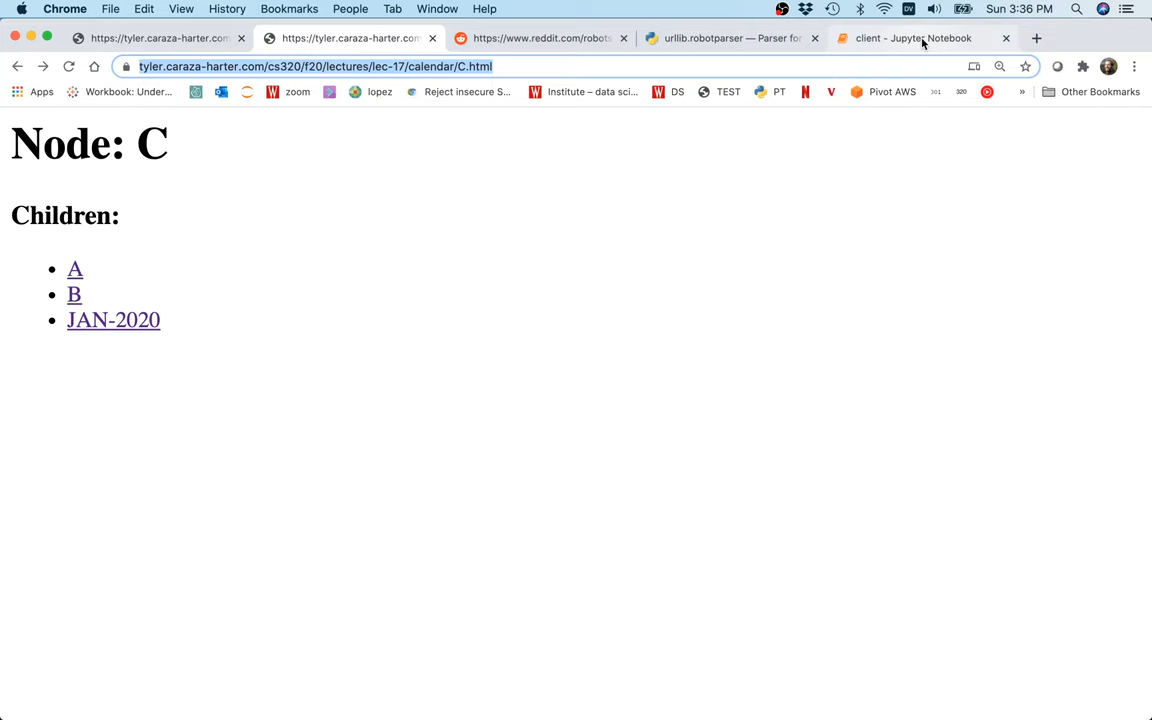 Chrome File Edit View History Bookmarks People Tab Window Help DV Sun 3:36 PM
https://tyler.caraza-harter.com https://tyler.caraza-harter.com https://www.reddit.com/robots urllib.robotparser — Parser for client - Jupyter Notebook
tyler.caraza-harter.com/cs320/f20/lectures/lec-17/calendar/C.html
Apps Workbook: Under... zoom lopez Reject insecure S... Institute – data sci... DS TEST PT Pivot AWS 301 320 » Other Bookmarks
Node: C
Children:
• A
• B
• JAN-2020